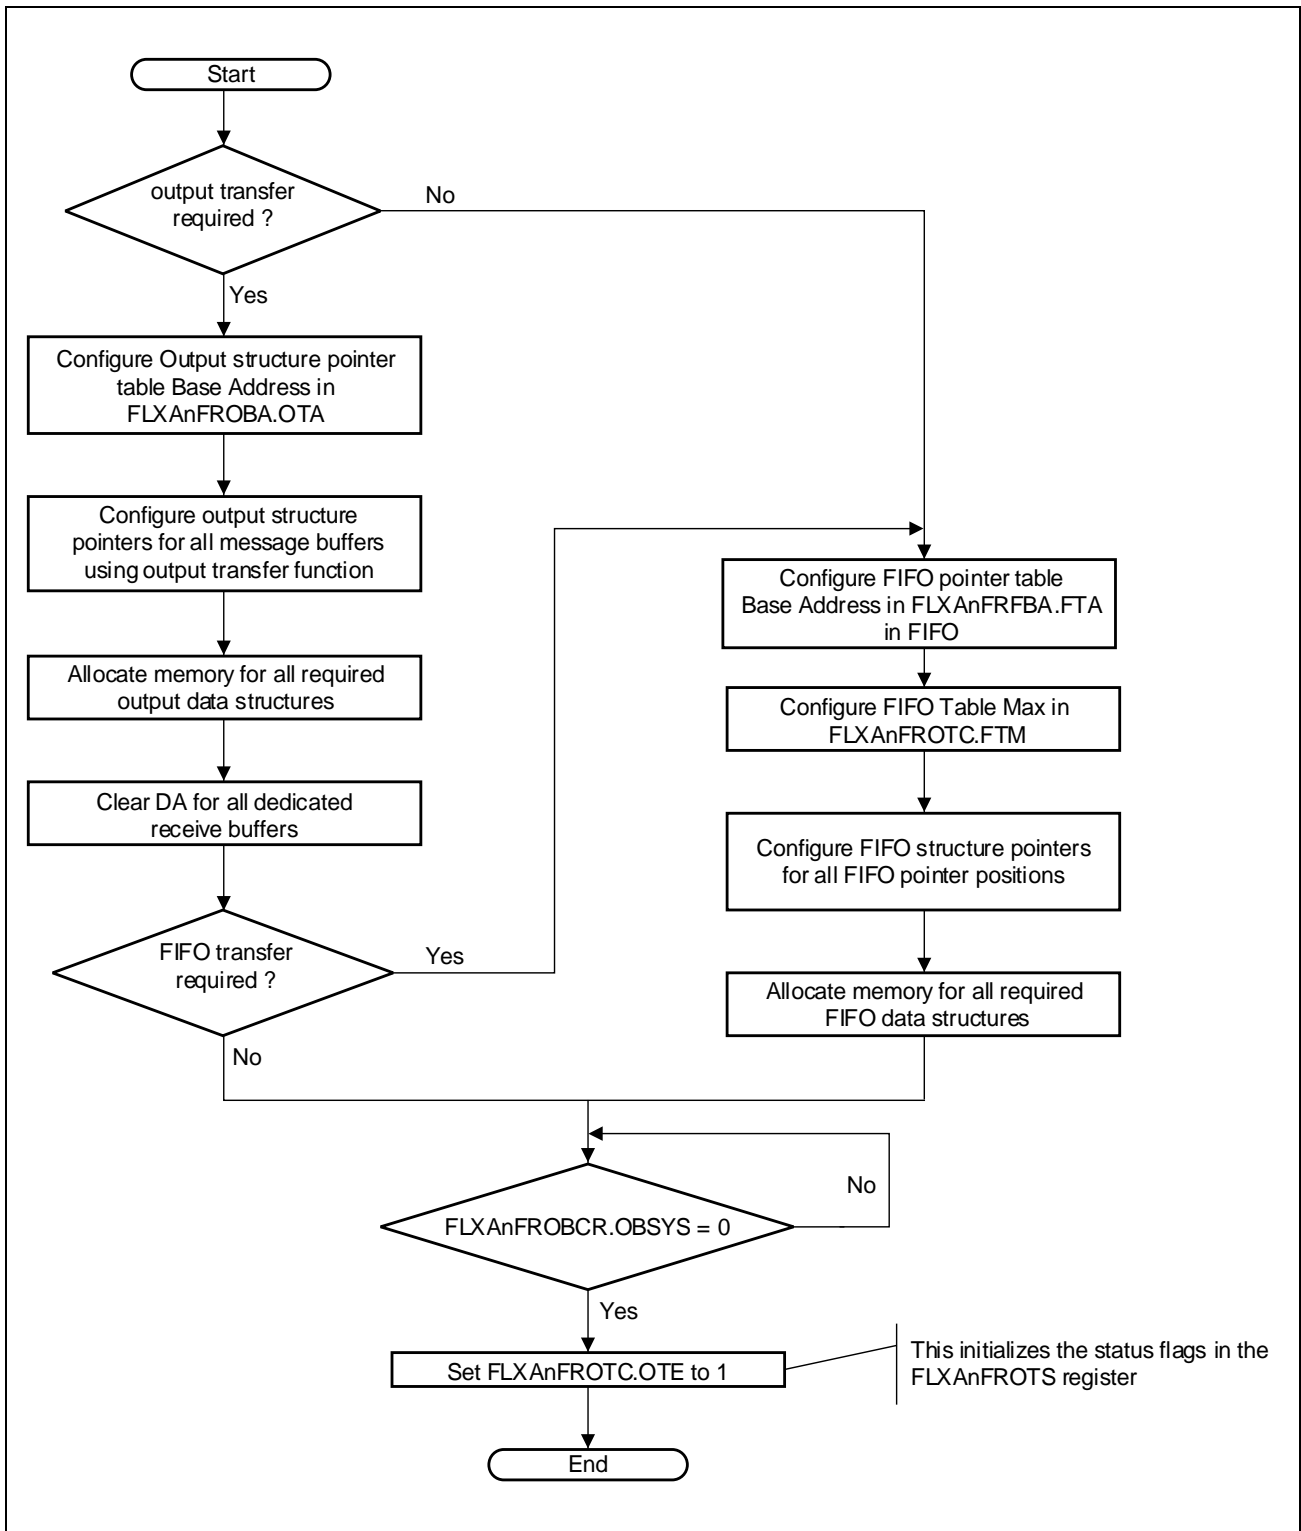 Start
output transfer
required ?
No
Yes
Configure Output structure pointer
table Base Address in
FLXAnFROBA.OTA
Configure output structure
pointers for all message buffers
using output transfer function
Allocate memory for all required
output data structures
Clear DA for all dedicated
receive buffers
FIFO transfer
required ?
Yes
No
Configure FIFO pointer table
Base Address in FLXAnFRFBA.FTA
in FIFO
Configure FIFO Table Max in
FLXAnFROTC.FTM
Configure FIFO structure pointers
for all FIFO pointer positions
Allocate memory for all required
FIFO data structures
FLXAnFROBCR.OBSYS = 0
No
Yes
Set FLXAnFROTC.OTE to 1
This initializes the status flags in the
FLXAnFROTS register
End